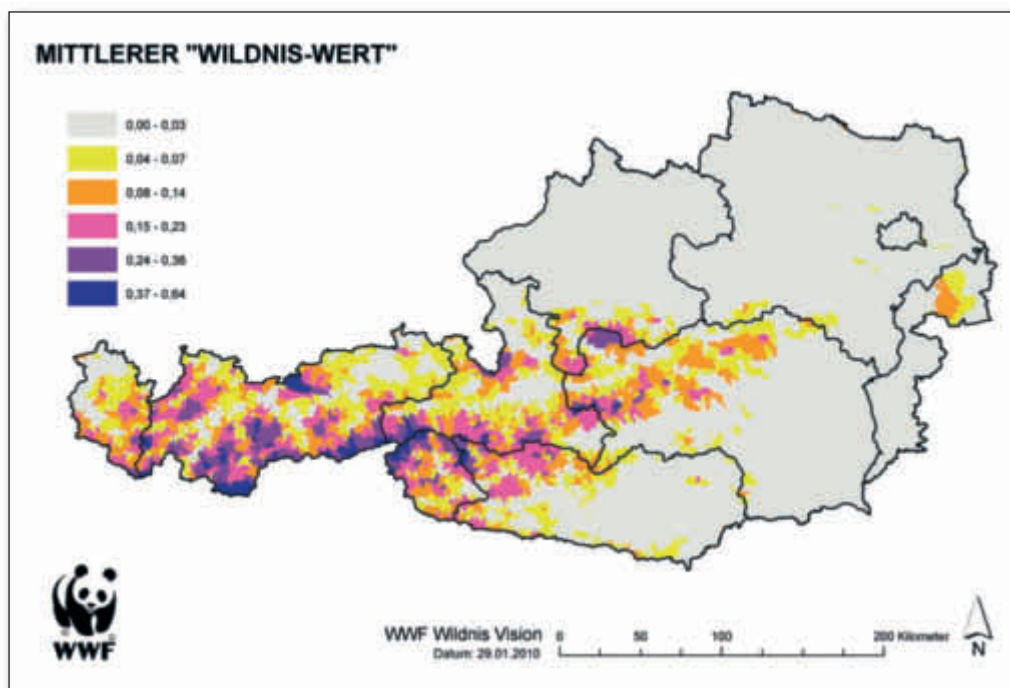 MITTLERER "WILDNIS-WERT"
0,00 - 0,03
0,04 - 0,07
0,08 - 0,14
0,15 - 0,23
0,24 - 0,36
0,37 - 0,64
WWF
WWF Wildnis Vision
Datum: 29.01.2010
0 50 100 200 Kilometer
N